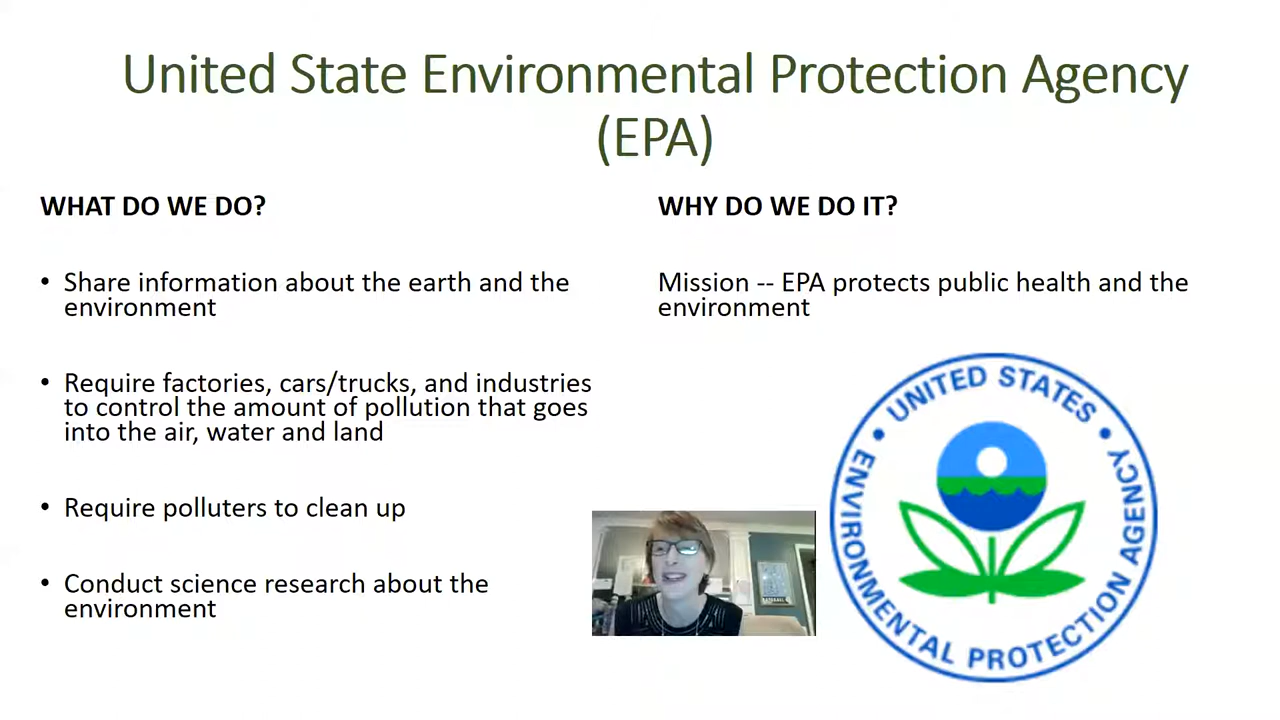 United State Environmental Protection Agency
(EPA)
WHAT DO WE DO?
• Share information about the earth and the
environment
• Require factories, cars/trucks, and industries
to control the amount of pollution that goes
into the air, water and land
• Require polluters to clean up
• Conduct science research about the
environment
WHY DO WE DO IT?
Mission -- EPA protects public health and the
environment
UNITED STATES
ENVIRONMENTAL PROTECTION AGENCY